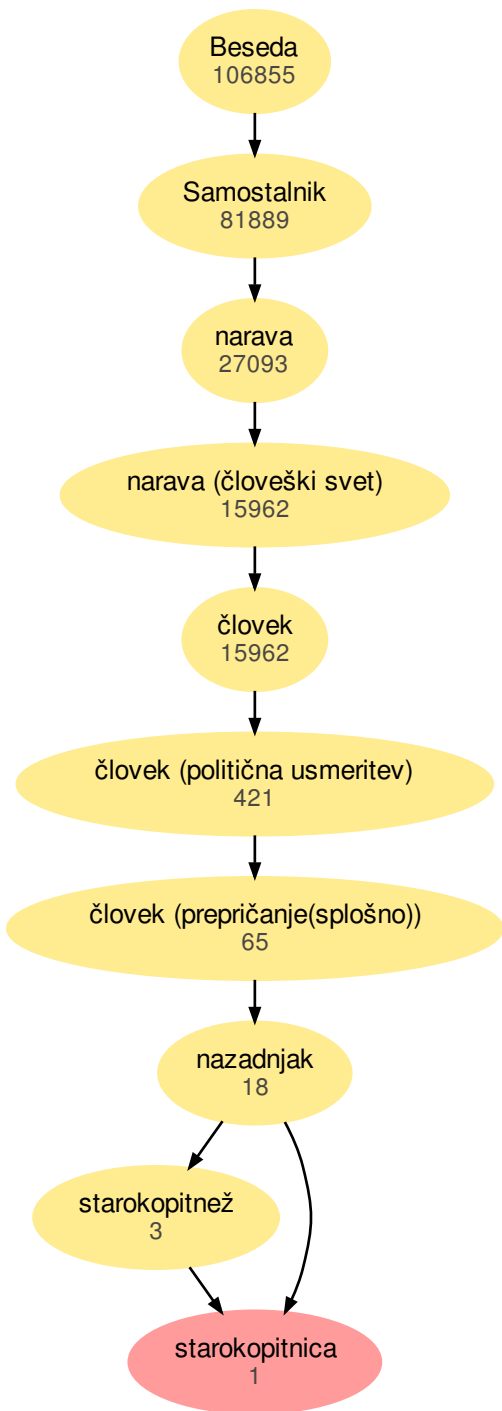 Beseda
106855
Samostalnik
81889
narava
27093
narava (človeški svet)
15962
človek
15962
človek (politična usmeritev)
421
človek (prepričanje(splošno))
65
nazadnjak
18
starokopitnež
3
starokopitnica
1